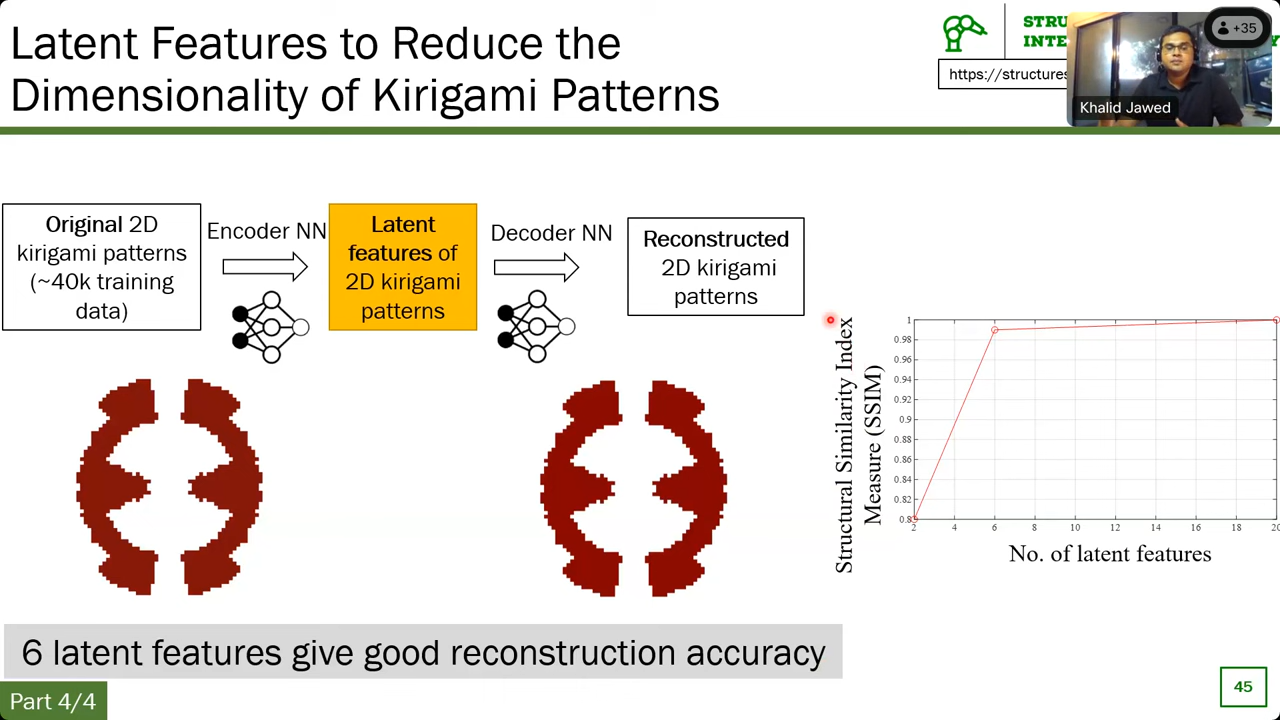 Latent Features to Reduce the
Dimensionality of Kirigami Patterns
STRU
INTE
https://structures
+35
Khalid Jawed
Original 2D
kirigami patterns
(~40k training
data)
Encoder NN
Latent
features of
2D kirigami
patterns
Decoder NN
Reconstructed
2D kirigami
patterns
Structural Similarity Index
Measure (SSIM)
1
0.98
0.96
0.94
0.92
0.9
0.88
0.86
0.84
0.82
0.8
2 4 6 8 10 12 14 16 18 20
No. of latent features
6 latent features give good reconstruction accuracy
Part 4/4
45